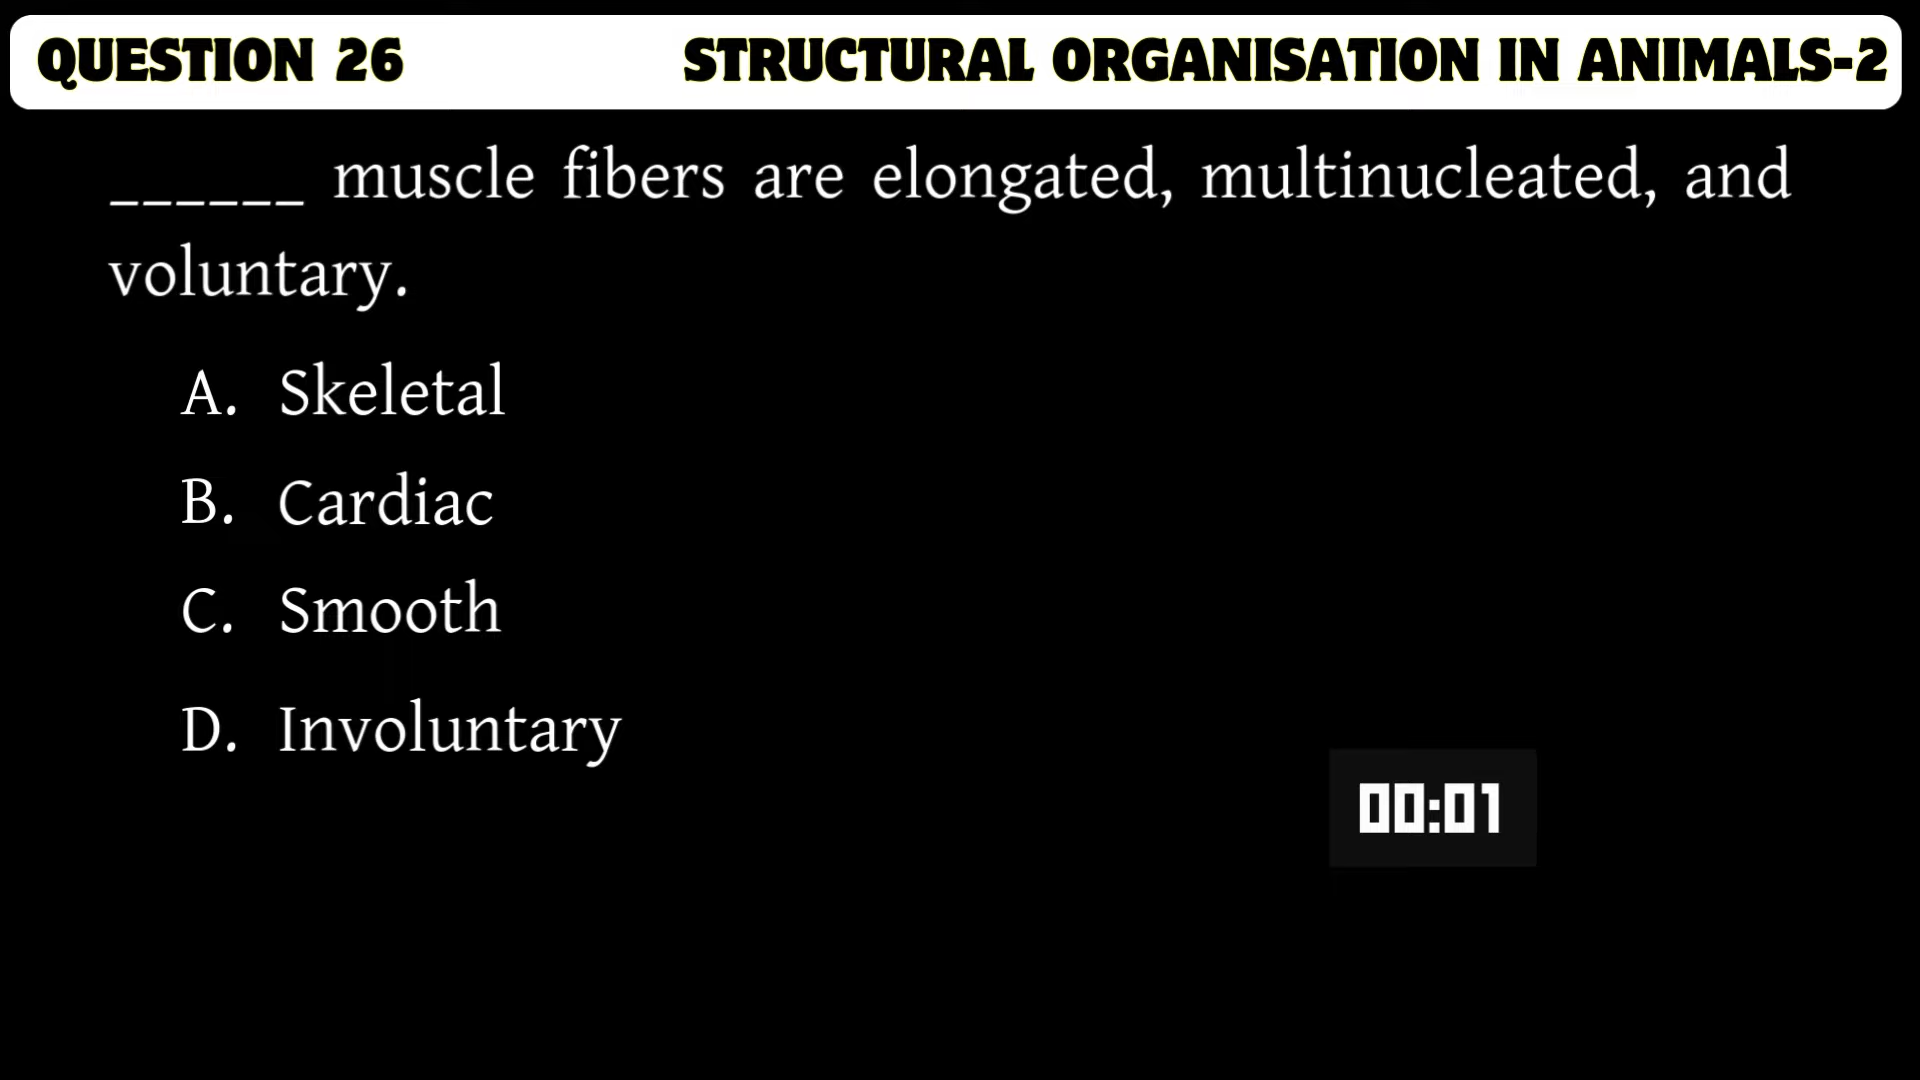 QUESTION 26 STRUCTURAL ORGANISATION IN ANIMALS-2
______ muscle fibers are elongated, multinucleated, and
voluntary.
A. Skeletal
B. Cardiac
C. Smooth
D. Involuntary
00:01